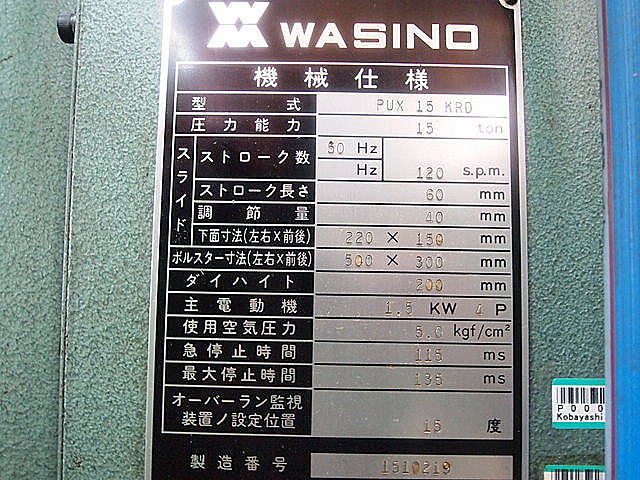 WASINO
機械仕様
型式 PUX 15 KRD
圧力能力 15 ton
スライド
ストローク数 50 Hz
Hz 120 s.p.m.
ストローク長さ 60 mm
調節量 40 mm
下面寸法(左右×前後) 220 × 150 mm
ボルスター寸法(左右×前後) 500 × 300 mm
ダイハイト 200 mm
主電動機 1.5 KW 4 P
使用空気圧力 5.0 kgf/cm²
急停止時間 115 ms
最大停止時間 135 ms
オーバーラン監視
装置ノ設定位置 15 度
製造番号 1510219
P000
Kobayashi